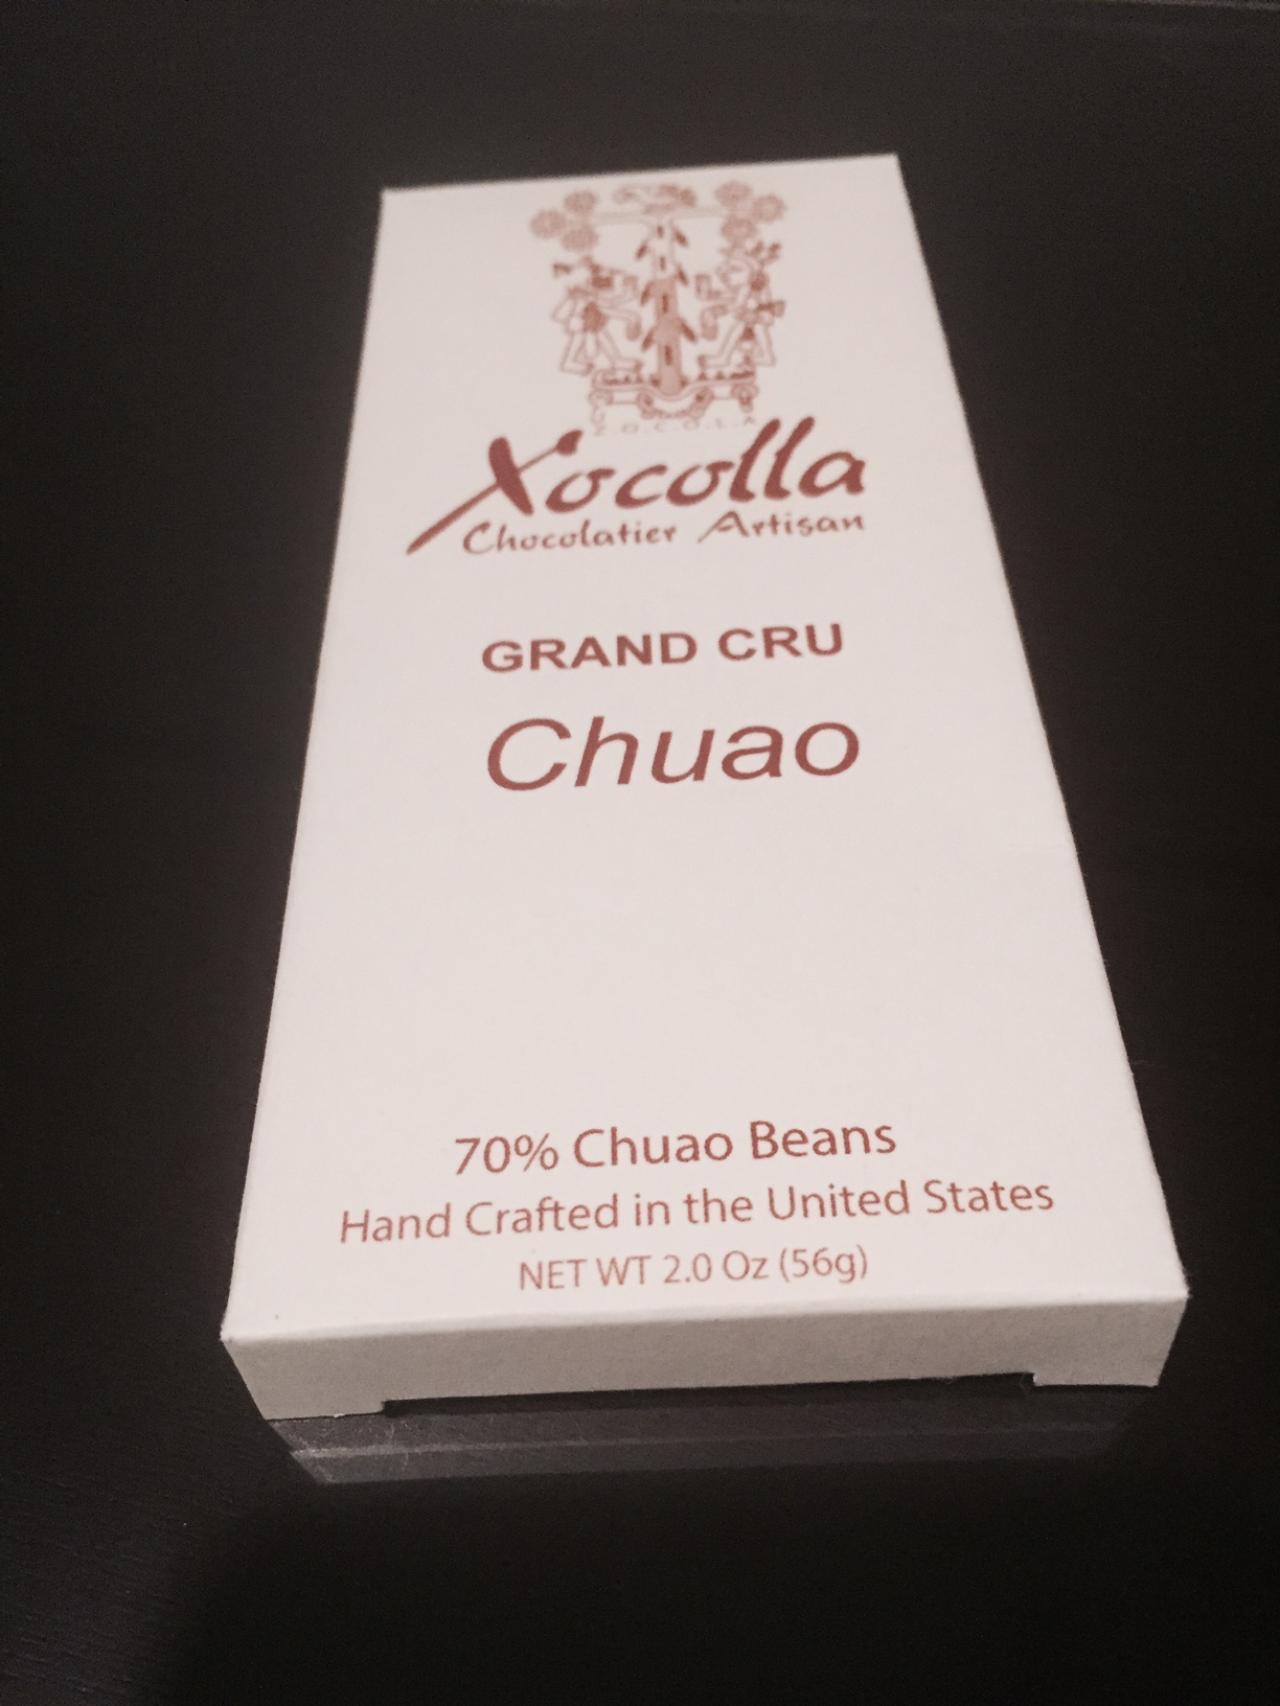 Xocolla
Chocolatier Artisan
GRAND CRU
Chuao
70% Chuao Beans
Hand Crafted in the United States
NET WT 2.0 Oz (56g)